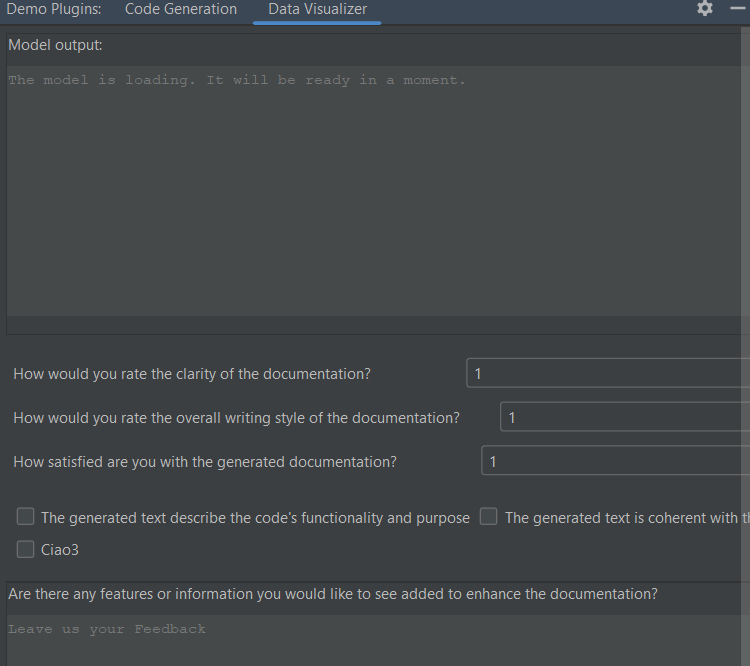 Demo Plugins: Code Generation Data Visualizer
Model output:
The model is loading. It will be ready in a moment.
How would you rate the clarity of the documentation? 1
How would you rate the overall writing style of the documentation? 1
How satisfied are you with the generated documentation? 1
The generated text describe the code's functionality and purpose The generated text is coherent with
Ciao3
Are there any features or information you would like to see added to enhance the documentation?
Leave us your Feedback